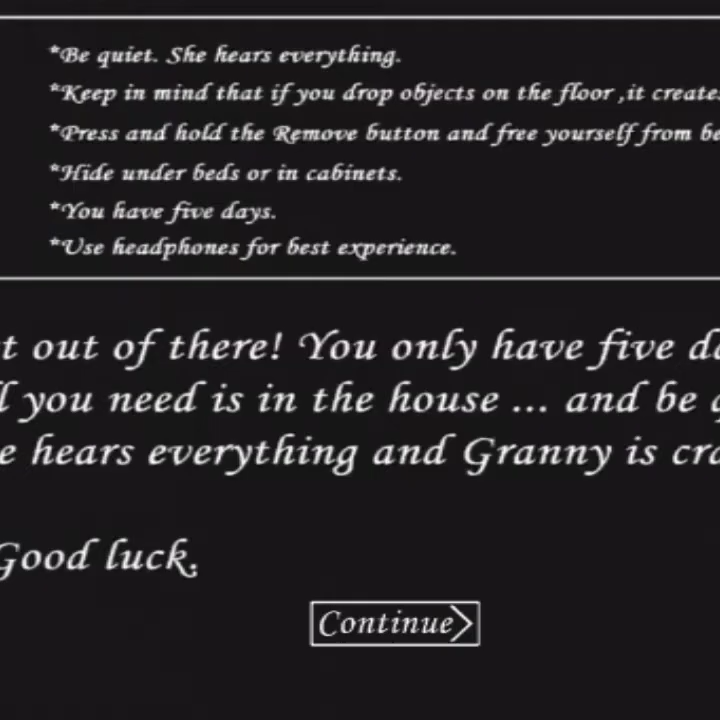 *Be quiet. She hears everything.
*Keep in mind that if you drop objects on the floor ,it create
*Press and hold the Remove button and free yourself from be
*Hide under beds or in cabinets.
*You have five days.
*Use headphones for best experience.
t out of there! You only have five da
l you need is in the house ... and be q
e hears everything and Granny is cra
Good luck.
Continue>